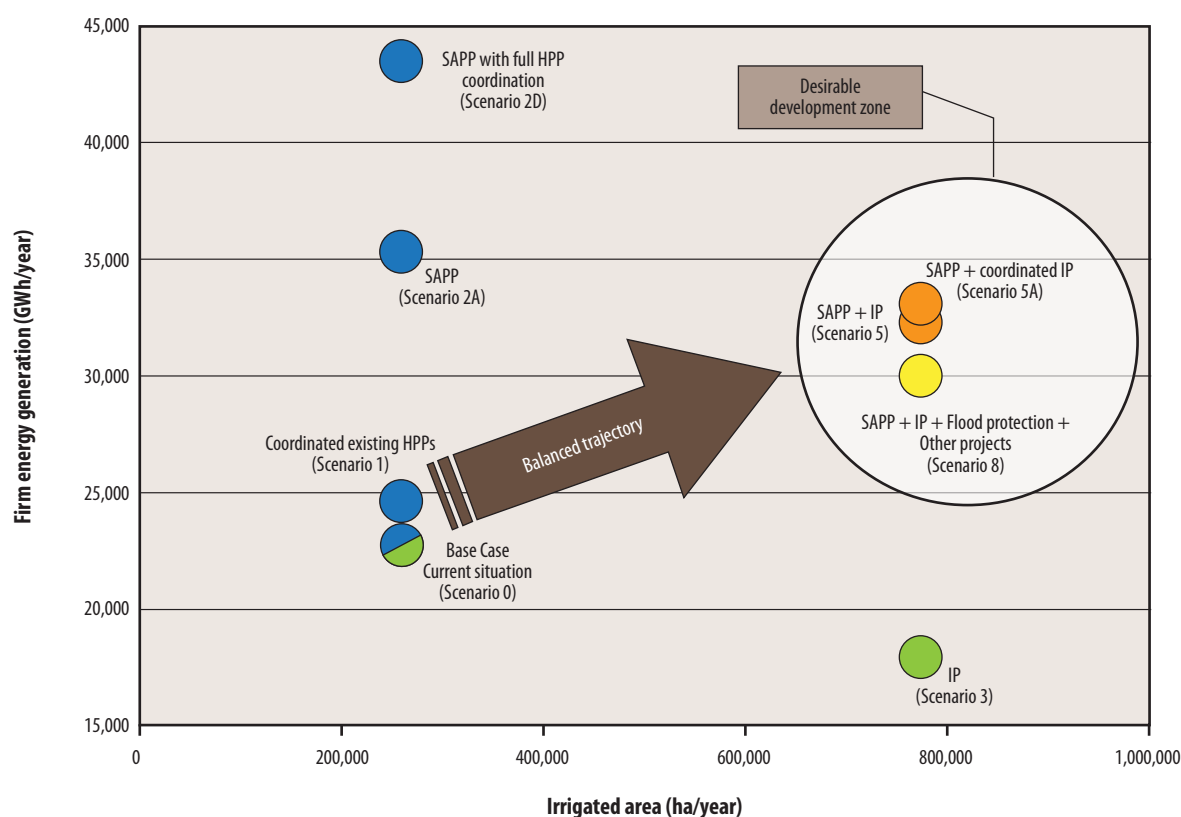 45,000
40,000
35,000
30,000
25,000
20,000
15,000
Firm energy generation (GWh/year)
SAPP with full HPP
coordination
(Scenario 2D)
Desirable
development zone
SAPP
(Scenario 2A)
SAPP + coordinated IP
(Scenario 5A)
SAPP + IP
(Scenario 5)
SAPP + IP + Flood protection +
Other projects
(Scenario 8)
Balanced trajectory
Coordinated existing HPPs
(Scenario 1)
Base Case
Current situation
(Scenario 0)
IP
(Scenario 3)
0
200,000
400,000
600,000
800,000
1,000,000
Irrigated area (ha/year)